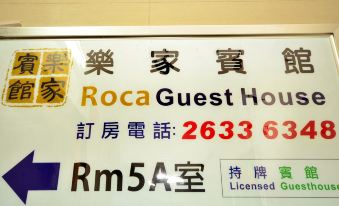 樂家賓館
樂家賓館
Roca Guest House
訂房電話: 2633 6348
Rm5A室
持牌賓館
Licensed Guesthouse